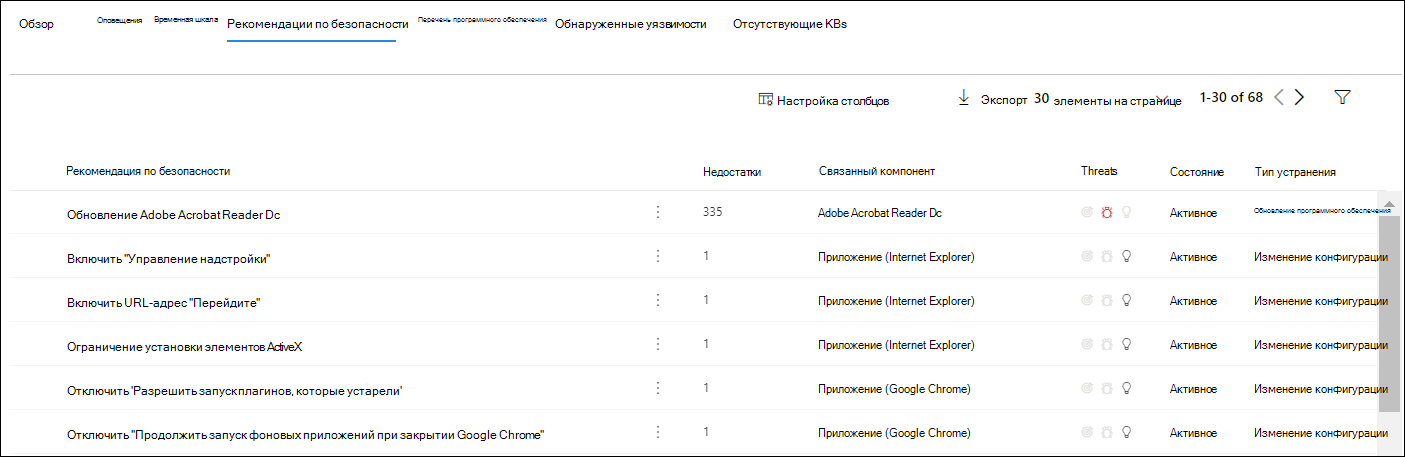 Обзор Оповещения Временная шкала Рекомендации по безопасности Перечень программного обеспечения Обнаруженные уязвимости Отсутствующие KBs
Настройка столбцов Экспорт 30 элементы на странице 1-30 of 68
Рекомендация по безопасности Недостатки Связанный компонент Threats Состояние Тип устранения
Обновление Adobe Acrobat Reader Dc 335 Adobe Acrobat Reader Dc Активное Обновление программного обеспечения
Включить "Управление надстройки" 1 Приложение (Internet Explorer) Активное Изменение конфигурации
Включить URL-адрес "Перейдите" 1 Приложение (Internet Explorer) Активное Изменение конфигурации
Ограничение установки элементов ActiveX 1 Приложение (Internet Explorer) Активное Изменение конфигурации
Отключить 'Разрешить запуск плагинов, которые устарели' 1 Приложение (Google Chrome) Активное Изменение конфигурации
Отключить "Продолжить запуск фоновых приложений при закрытии Google Chrome" 1 Приложение (Google Chrome) Активное Изменение конфигурации